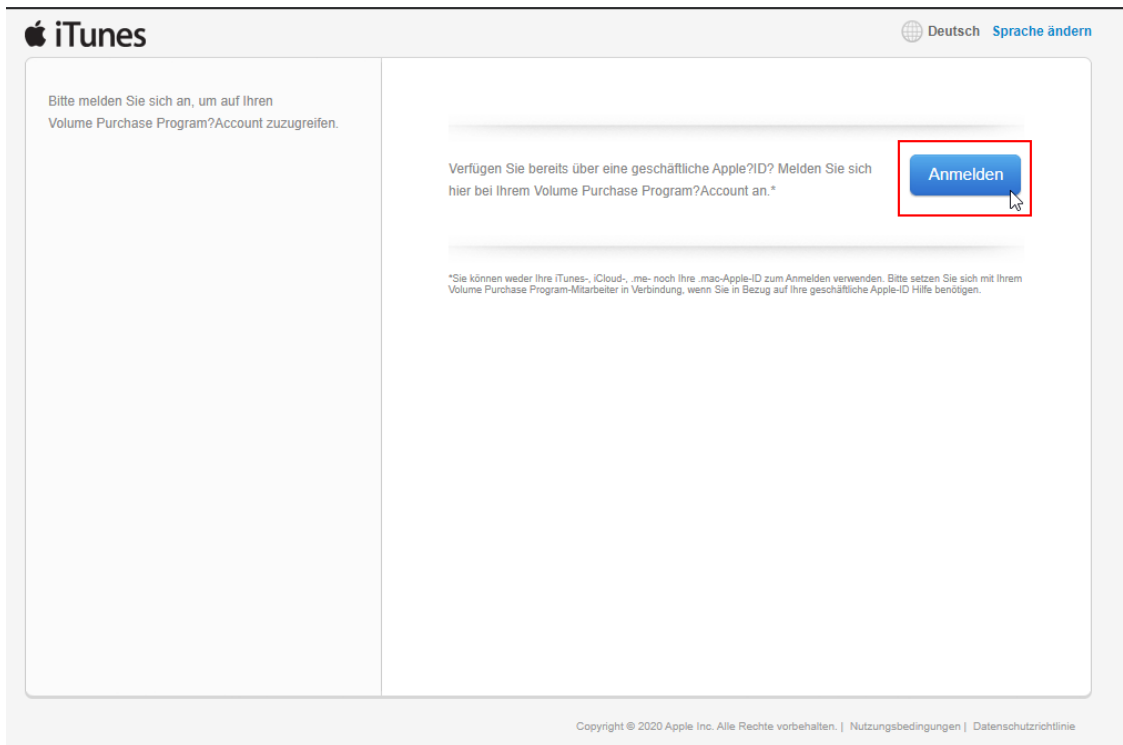 iTunes
Deutsch Sprache ändern
Bitte melden Sie sich an, um auf Ihren
Volume Purchase Program?Account zuzugreifen.
Verfügen Sie bereits über eine geschäftliche Apple?ID? Melden Sie sich
hier bei Ihrem Volume Purchase Program?Account an.*
Anmelden
*Sie können weder Ihre iTunes-, iCloud-, .me- noch Ihre .mac-Apple-ID zum Anmelden verwenden. Bitte setzen Sie sich mit Ihrem
Volume Purchase Program-Mitarbeiter in Verbindung, wenn Sie in Bezug auf Ihre geschäftliche Apple-ID Hilfe benötigen.
Copyright © 2020 Apple Inc. Alle Rechte vorbehalten. | Nutzungsbedingungen | Datenschutzrichtlinie